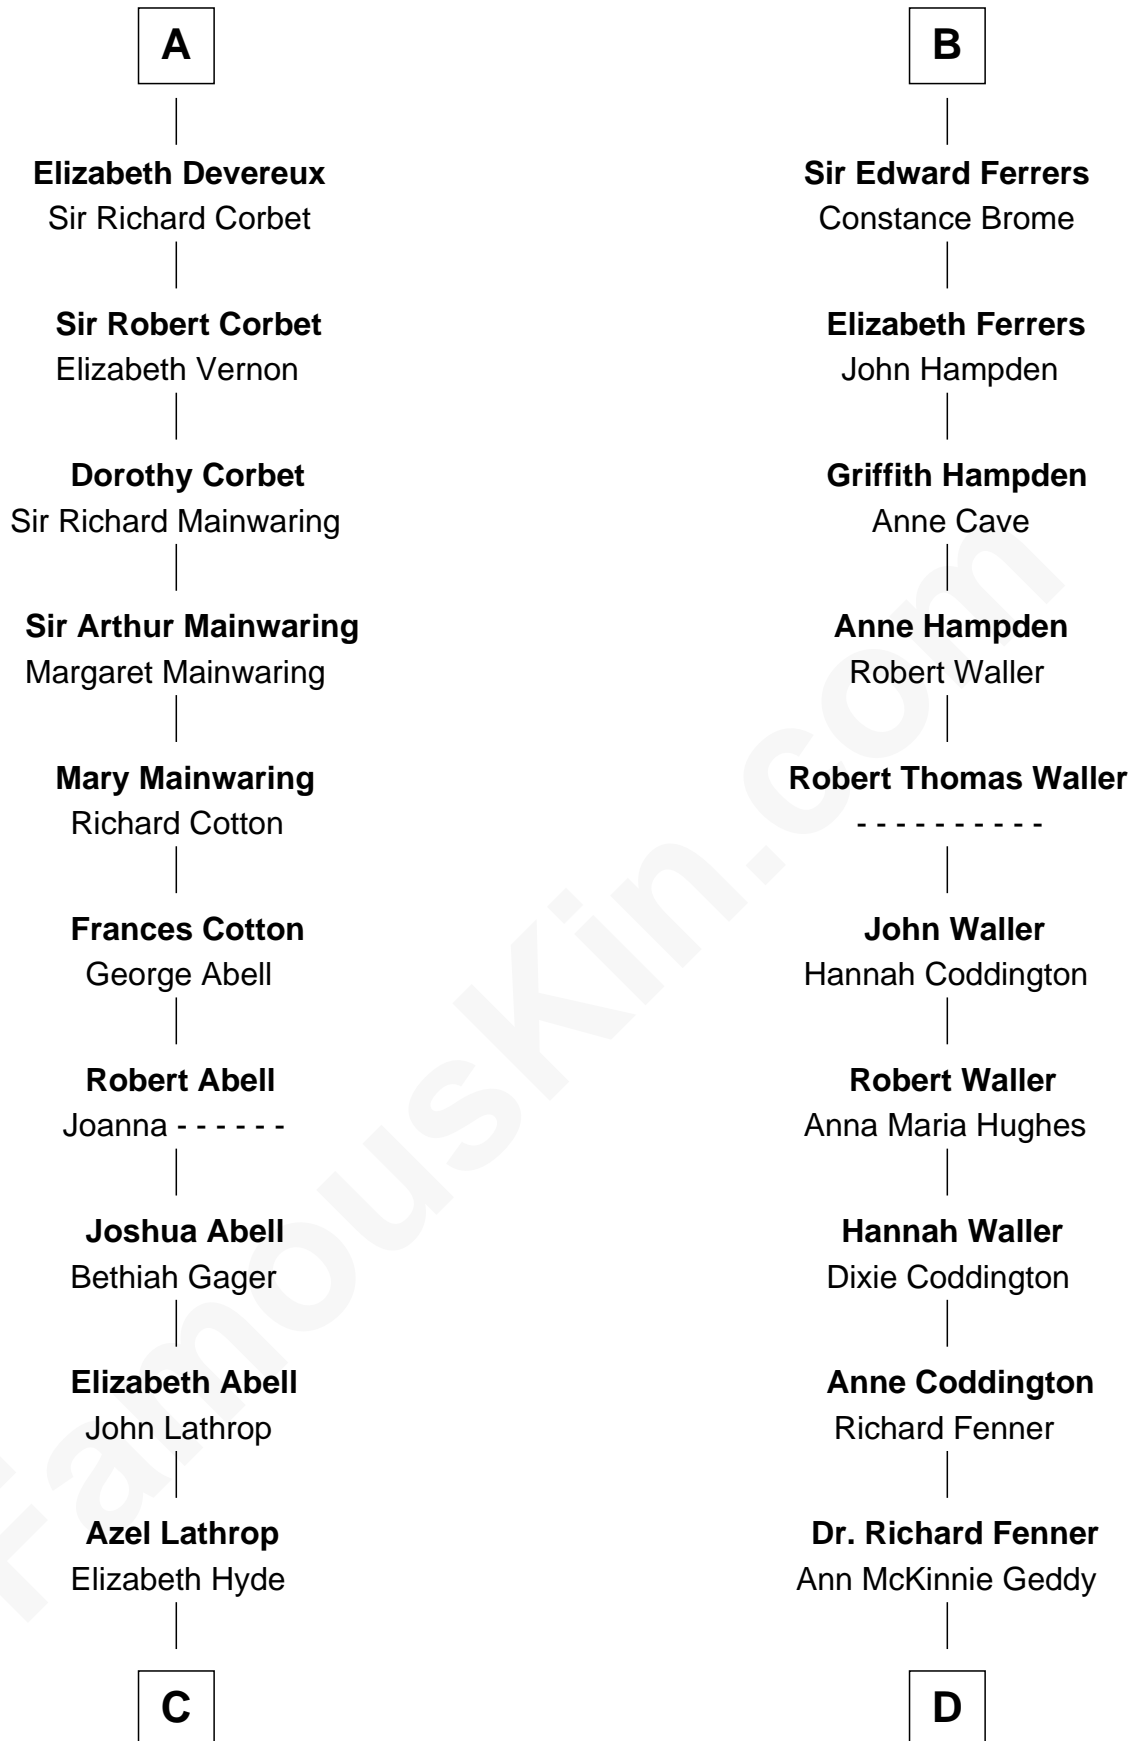 A
Elizabeth Devereux
Sir Richard Corbet
Sir Robert Corbet
Elizabeth Vernon
Dorothy Corbet
Sir Richard Mainwaring
Sir Arthur Mainwaring
Margaret Mainwaring
Mary Mainwaring
Richard Cotton
Frances Cotton
George Abell
Robert Abell
Joanna - - - - - -
Joshua Abell
Bethiah Gager
Elizabeth Abell
John Lathrop
Azel Lathrop
Elizabeth Hyde
C
B
Sir Edward Ferrers
Constance Brome
Elizabeth Ferrers
John Hampden
Griffith Hampden
Anne Cave
Anne Hampden
Robert Waller
Robert Thomas Waller
- - - - - - - - - -
John Waller
Hannah Coddington
Robert Waller
Anna Maria Hughes
Hannah Waller
Dixie Coddington
Anne Coddington
Richard Fenner
Dr. Richard Fenner
Ann McKinnie Geddy
D
FamousKin.com